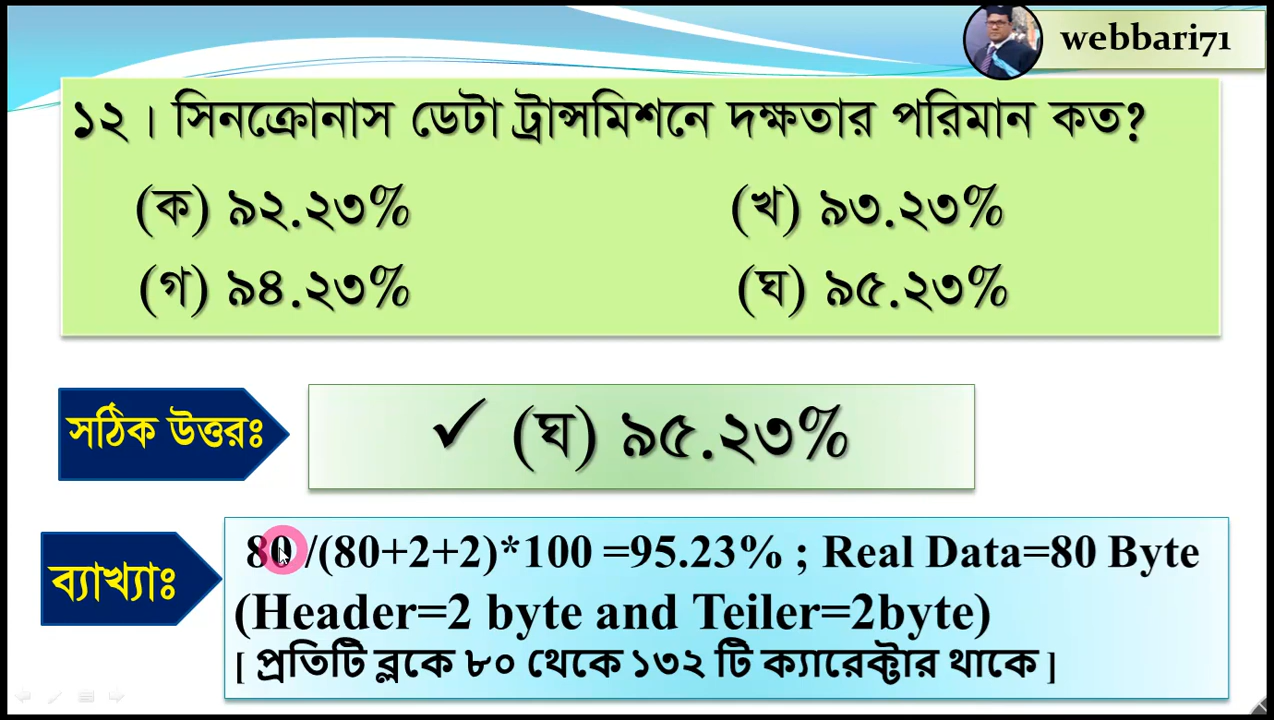 webbari71
১২। সিনক্রোনাস ডেটা ট্রান্সমিশনে দক্ষতার পরিমান কত?
(ক) ৯২.২৩% (খ) ৯৩.২৩%
(গ) ৯৪.২৩% (ঘ) ৯৫.২৩%
সঠিক উত্তরঃ ✓ (ঘ) ৯৫.২৩%
ব্যাখ্যাঃ
80 /(80+2+2)*100 =95.23% ; Real Data=80 Byte
(Header=2 byte and Teiler=2byte)
[ প্রতিটি ব্লকে ৮০ থেকে ১৩২ টি ক্যারেক্টার থাকে ]